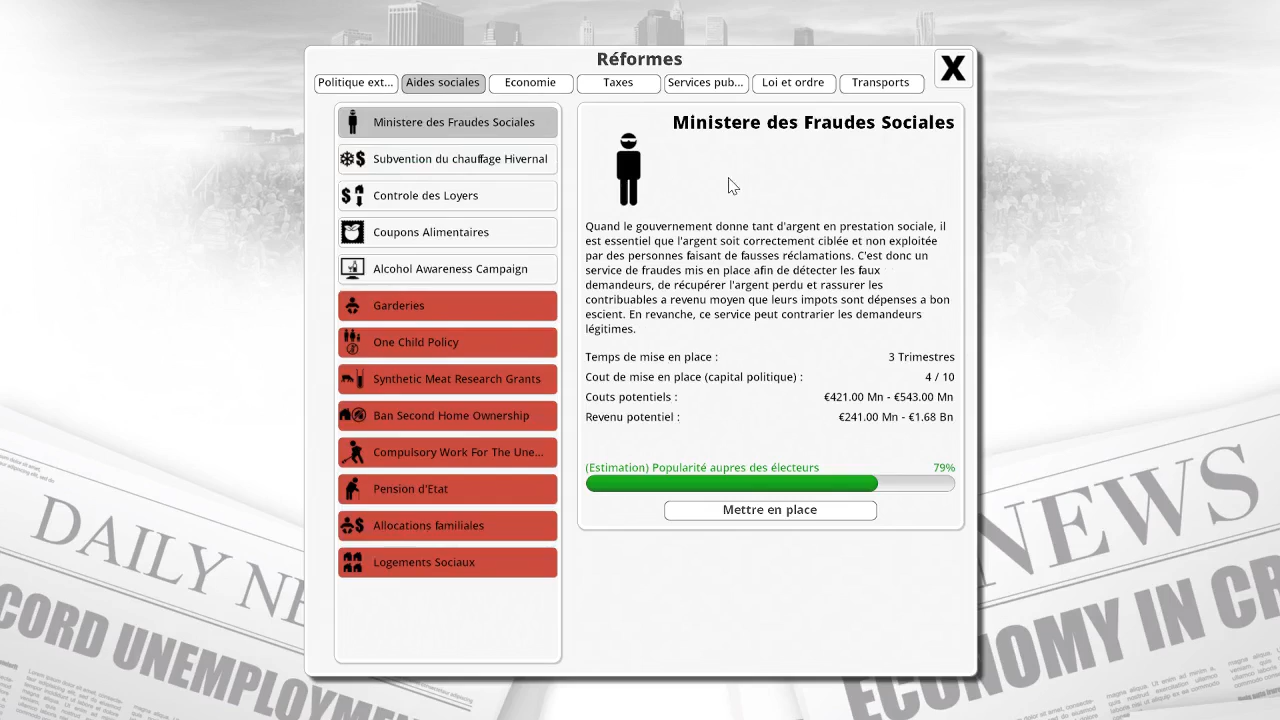 Réformes
X
Politique ext...
Aides sociales
Economie
Taxes
Services pub...
Loi et ordre
Transports
Ministere des Fraudes Sociales
Subvention du chauffage Hivernal
Controle des Loyers
Coupons Alimentaires
Alcohol Awareness Campaign
Garderies
One Child Policy
Synthetic Meat Research Grants
Ban Second Home Ownership
Compulsory Work For The Une...
Pension d'Etat
Allocations familiales
Logements Sociaux
Ministere des Fraudes Sociales
Quand le gouvernement donne tant d'argent en prestation sociale, il
est essentiel que l'argent soit correctement ciblée et non exploitée
par des personnes faisant de fausses réclamations. C'est donc un
service de fraudes mis en place afin de détecter les faux
demandeurs, de récupérer l'argent perdu et rassurer les
contribuables a revenu moyen que leurs impots sont dépenses a bon
escient. En revanche, ce service peut contrarier les demandeurs
légitimes.
Temps de mise en place : 3 Trimestres
Cout de mise en place (capital politique) : 4 / 10
Couts potentiels : €421.00 Mn - €543.00 Mn
Revenu potentiel : €241.00 Mn - €1.68 Bn
(Estimation) Popularité aupres des électeurs 79%
Mettre en place
DAILY NE
CORD UNEMPLOYM
NEWS
ECONOMY IN CR